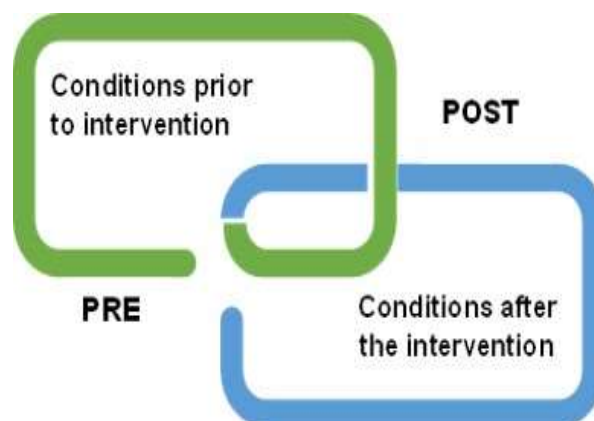 Conditions prior
to intervention
POST
PRE
Conditions after
the intervention